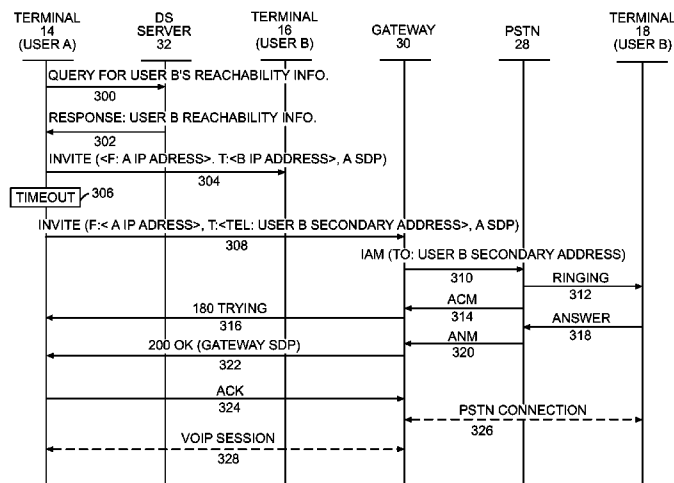 TERMINAL
14
(USER A)
DS
SERVER
32
TERMINAL
16
(USER B)
GATEWAY
30
PSTN
28
TERMINAL
18
(USER B)
QUERY FOR USER B'S REACHABILITY INFO.
300
RESPONSE: USER B REACHABILITY INFO.
302
INVITE (<F: A IP ADRESS>. T:<B IP ADDRESS>, A SDP)
304
TIMEOUT 306
INVITE (F:< A IP ADRESS>, T:<TEL: USER B SECONDARY ADDRESS>, A SDP)
308
IAM (TO: USER B SECONDARY ADDRESS)
310
RINGING
312
ACM
314
180 TRYING
316
ANSWER
318
ANM
320
200 OK (GATEWAY SDP)
322
ACK
324
PSTN CONNECTION
326
VOIP SESSION
328